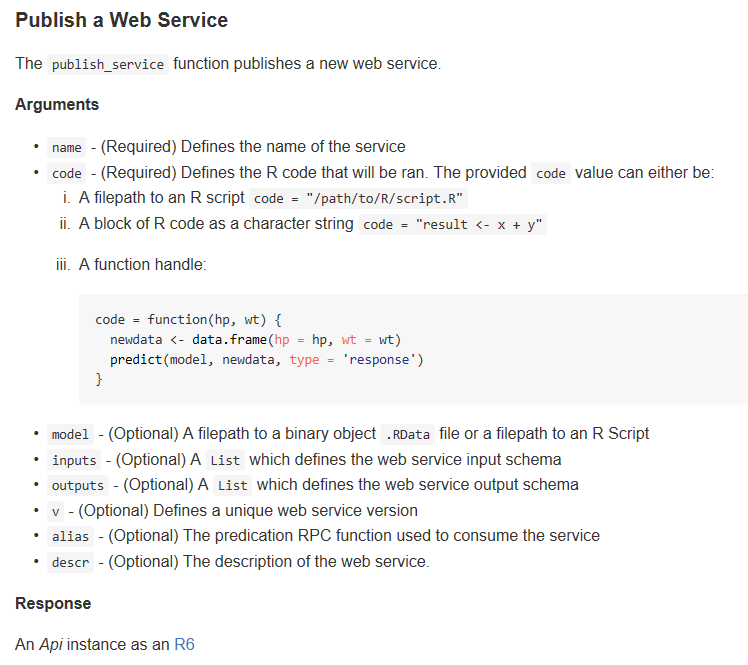 Publish a Web Service
The publish_service function publishes a new web service.
Arguments
• name - (Required) Defines the name of the service
• code - (Required) Defines the R code that will be ran. The provided code value can either be:
i. A filepath to an R script code = "/path/to/R/script.R"
ii. A block of R code as a character string code = "result <- x + y"
iii. A function handle:
code = function(hp, wt) {
  newdata <- data.frame(hp = hp, wt = wt)
  predict(model, newdata, type = 'response')
}
• model - (Optional) A filepath to a binary object .RData file or a filepath to an R Script
• inputs - (Optional) A List which defines the web service input schema
• outputs - (Optional) A List which defines the web service output schema
• v - (Optional) Defines a unique web service version
• alias - (Optional) The predication RPC function used to consume the service
• descr - (Optional) The description of the web service.
Response
An Api instance as an R6